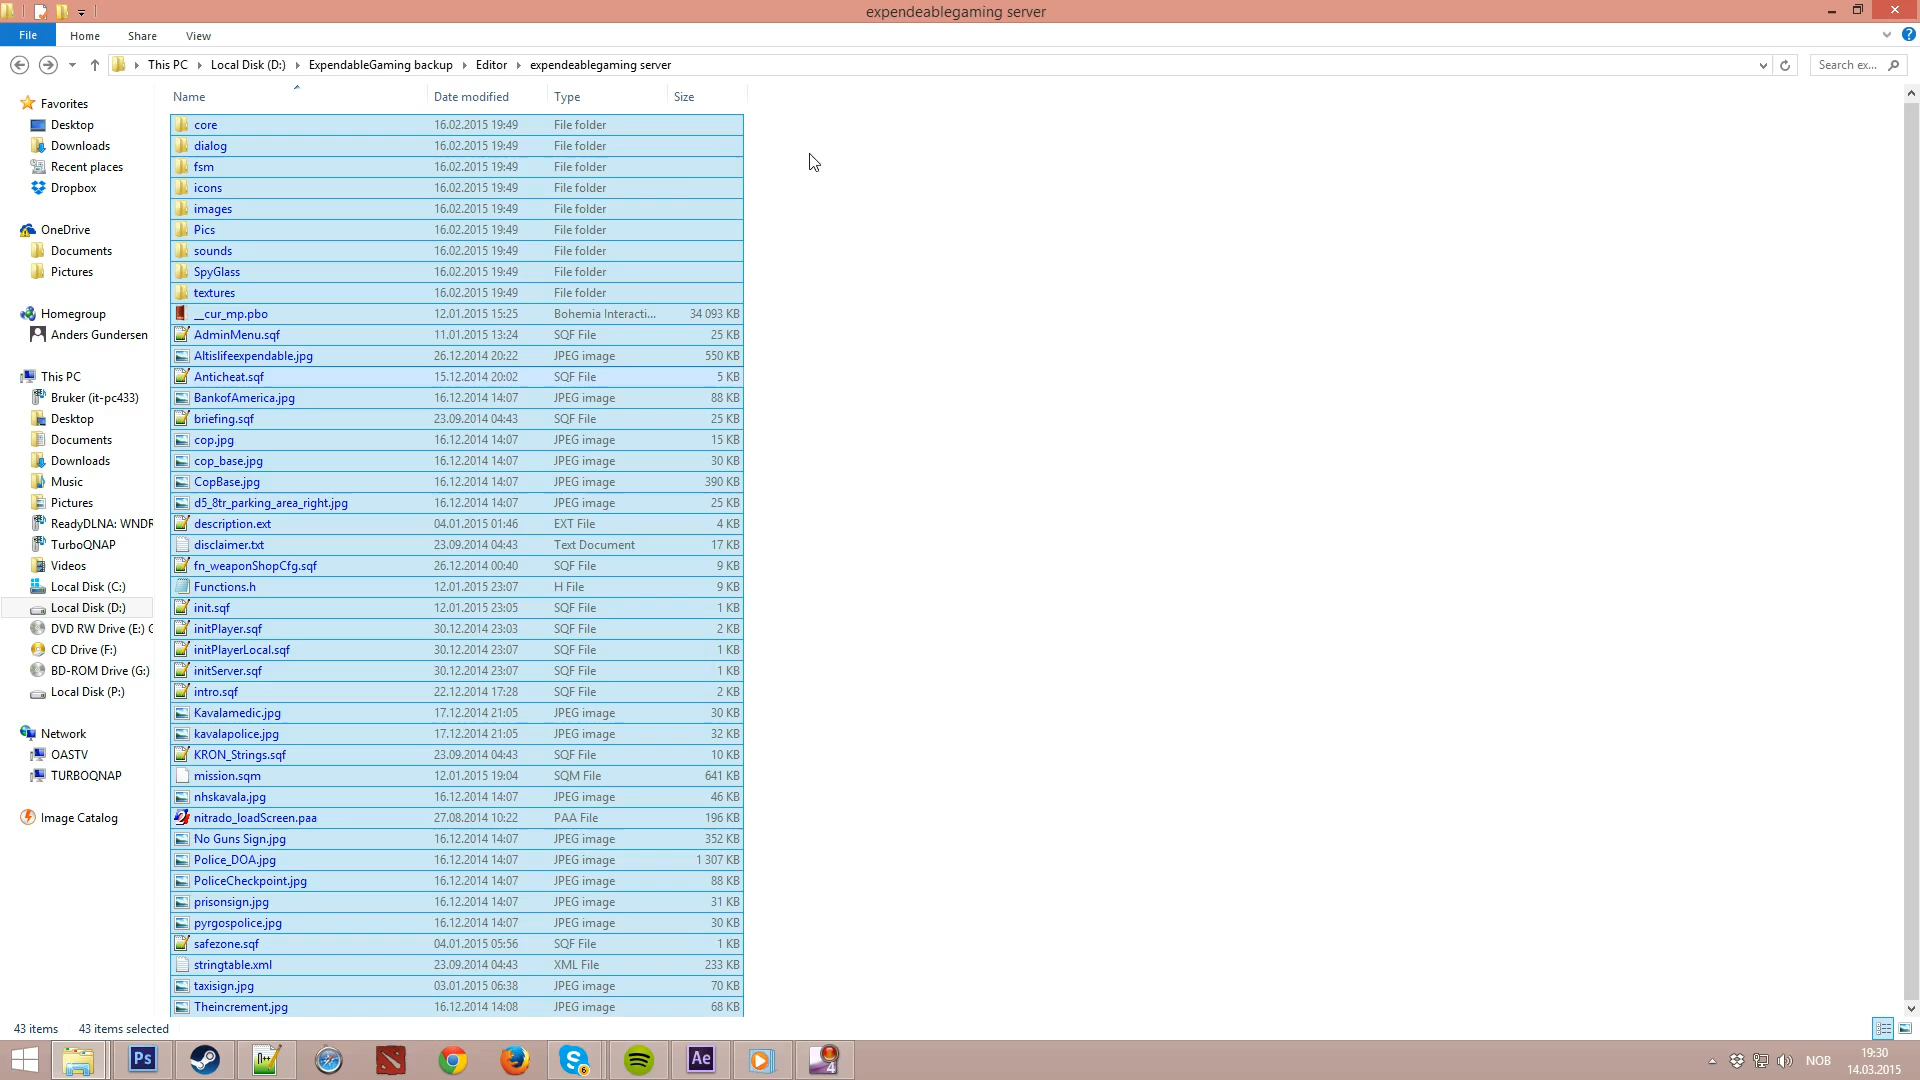 expendeablegaming server
File Home Share View
This PC Local Disk (D:) ExpendableGaming backup Editor expendeablegaming server Search ex...
Name Date modified Type Size
Favorites
Desktop
Downloads
Recent places
Dropbox
OneDrive
Documents
Pictures
Homegroup
Anders Gundersen
This PC
Bruker (it-pc433)
Desktop
Documents
Downloads
Music
Pictures
ReadyDLNA: WNDR
TurboQNAP
Videos
Local Disk (C:)
Local Disk (D:)
DVD RW Drive (E:) G
CD Drive (F:)
BD-ROM Drive (G:)
Local Disk (P:)
Network
OASTV
TURBOQNAP
Image Catalog
core 16.02.2015 19:49 File folder
dialog 16.02.2015 19:49 File folder
fsm 16.02.2015 19:49 File folder
icons 16.02.2015 19:49 File folder
images 16.02.2015 19:49 File folder
Pics 16.02.2015 19:49 File folder
sounds 16.02.2015 19:49 File folder
SpyGlass 16.02.2015 19:49 File folder
textures 16.02.2015 19:49 File folder
__cur_mp.pbo 12.01.2015 15:25 Bohemia Interacti... 34 093 KB
AdminMenu.sqf 11.01.2015 13:24 SQF File 25 KB
Altislifeexpendable.jpg 26.12.2014 20:22 JPEG image 550 KB
Anticheat.sqf 15.12.2014 20:02 SQF File 5 KB
BankofAmerica.jpg 16.12.2014 14:07 JPEG image 88 KB
briefing.sqf 23.09.2014 04:43 SQF File 25 KB
cop.jpg 16.12.2014 14:07 JPEG image 15 KB
cop_base.jpg 16.12.2014 14:07 JPEG image 30 KB
CopBase.jpg 16.12.2014 14:07 JPEG image 390 KB
d5_8tr_parking_area_right.jpg 16.12.2014 14:07 JPEG image 25 KB
description.ext 04.01.2015 01:46 EXT File 4 KB
disclaimer.txt 23.09.2014 04:43 Text Document 17 KB
fn_weaponShopCfg.sqf 26.12.2014 00:40 SQF File 9 KB
Functions.h 12.01.2015 23:07 H File 9 KB
init.sqf 12.01.2015 23:05 SQF File 1 KB
initPlayer.sqf 30.12.2014 23:03 SQF File 2 KB
initPlayerLocal.sqf 30.12.2014 23:07 SQF File 1 KB
initServer.sqf 30.12.2014 23:07 SQF File 1 KB
intro.sqf 22.12.2014 17:28 SQF File 2 KB
Kavalamedic.jpg 17.12.2014 21:05 JPEG image 30 KB
kavalapolice.jpg 17.12.2014 21:05 JPEG image 32 KB
KRON_Strings.sqf 23.09.2014 04:43 SQF File 10 KB
mission.sqm 12.01.2015 19:04 SQM File 641 KB
nhskavala.jpg 16.12.2014 14:07 JPEG image 46 KB
nitrado_loadScreen.paa 27.08.2014 10:22 PAA File 196 KB
No Guns Sign.jpg 16.12.2014 14:07 JPEG image 352 KB
Police_DOA.jpg 16.12.2014 14:07 JPEG image 1 307 KB
PoliceCheckpoint.jpg 16.12.2014 14:07 JPEG image 88 KB
prisonsign.jpg 16.12.2014 14:07 JPEG image 31 KB
pyrgospolice.jpg 16.12.2014 14:07 JPEG image 30 KB
safezone.sqf 04.01.2015 05:56 SQF File 1 KB
stringtable.xml 23.09.2014 04:43 XML File 233 KB
taxisign.jpg 03.01.2015 06:38 JPEG image 70 KB
Theincrement.jpg 16.12.2014 14:08 JPEG image 68 KB
43 items 43 items selected
Ps S 6 Ae 4 NOB 19:30
14.03.2015